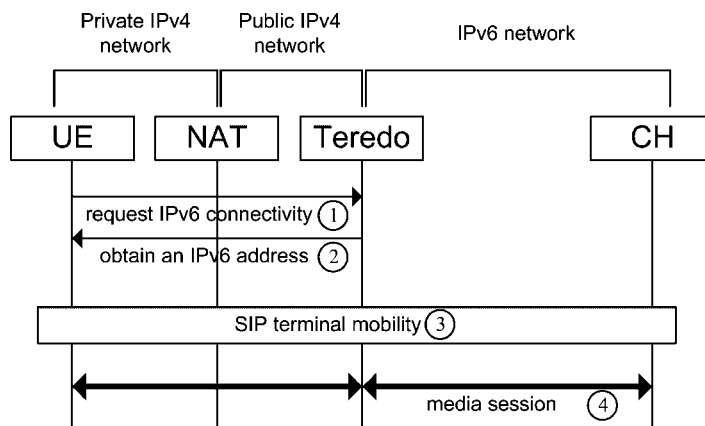 Private IPv4
network
Public IPv4
network
IPv6 network
UE
NAT
Teredo
CH
request IPv6 connectivity 1
obtain an IPv6 address 2
SIP terminal mobility 3
media session 4